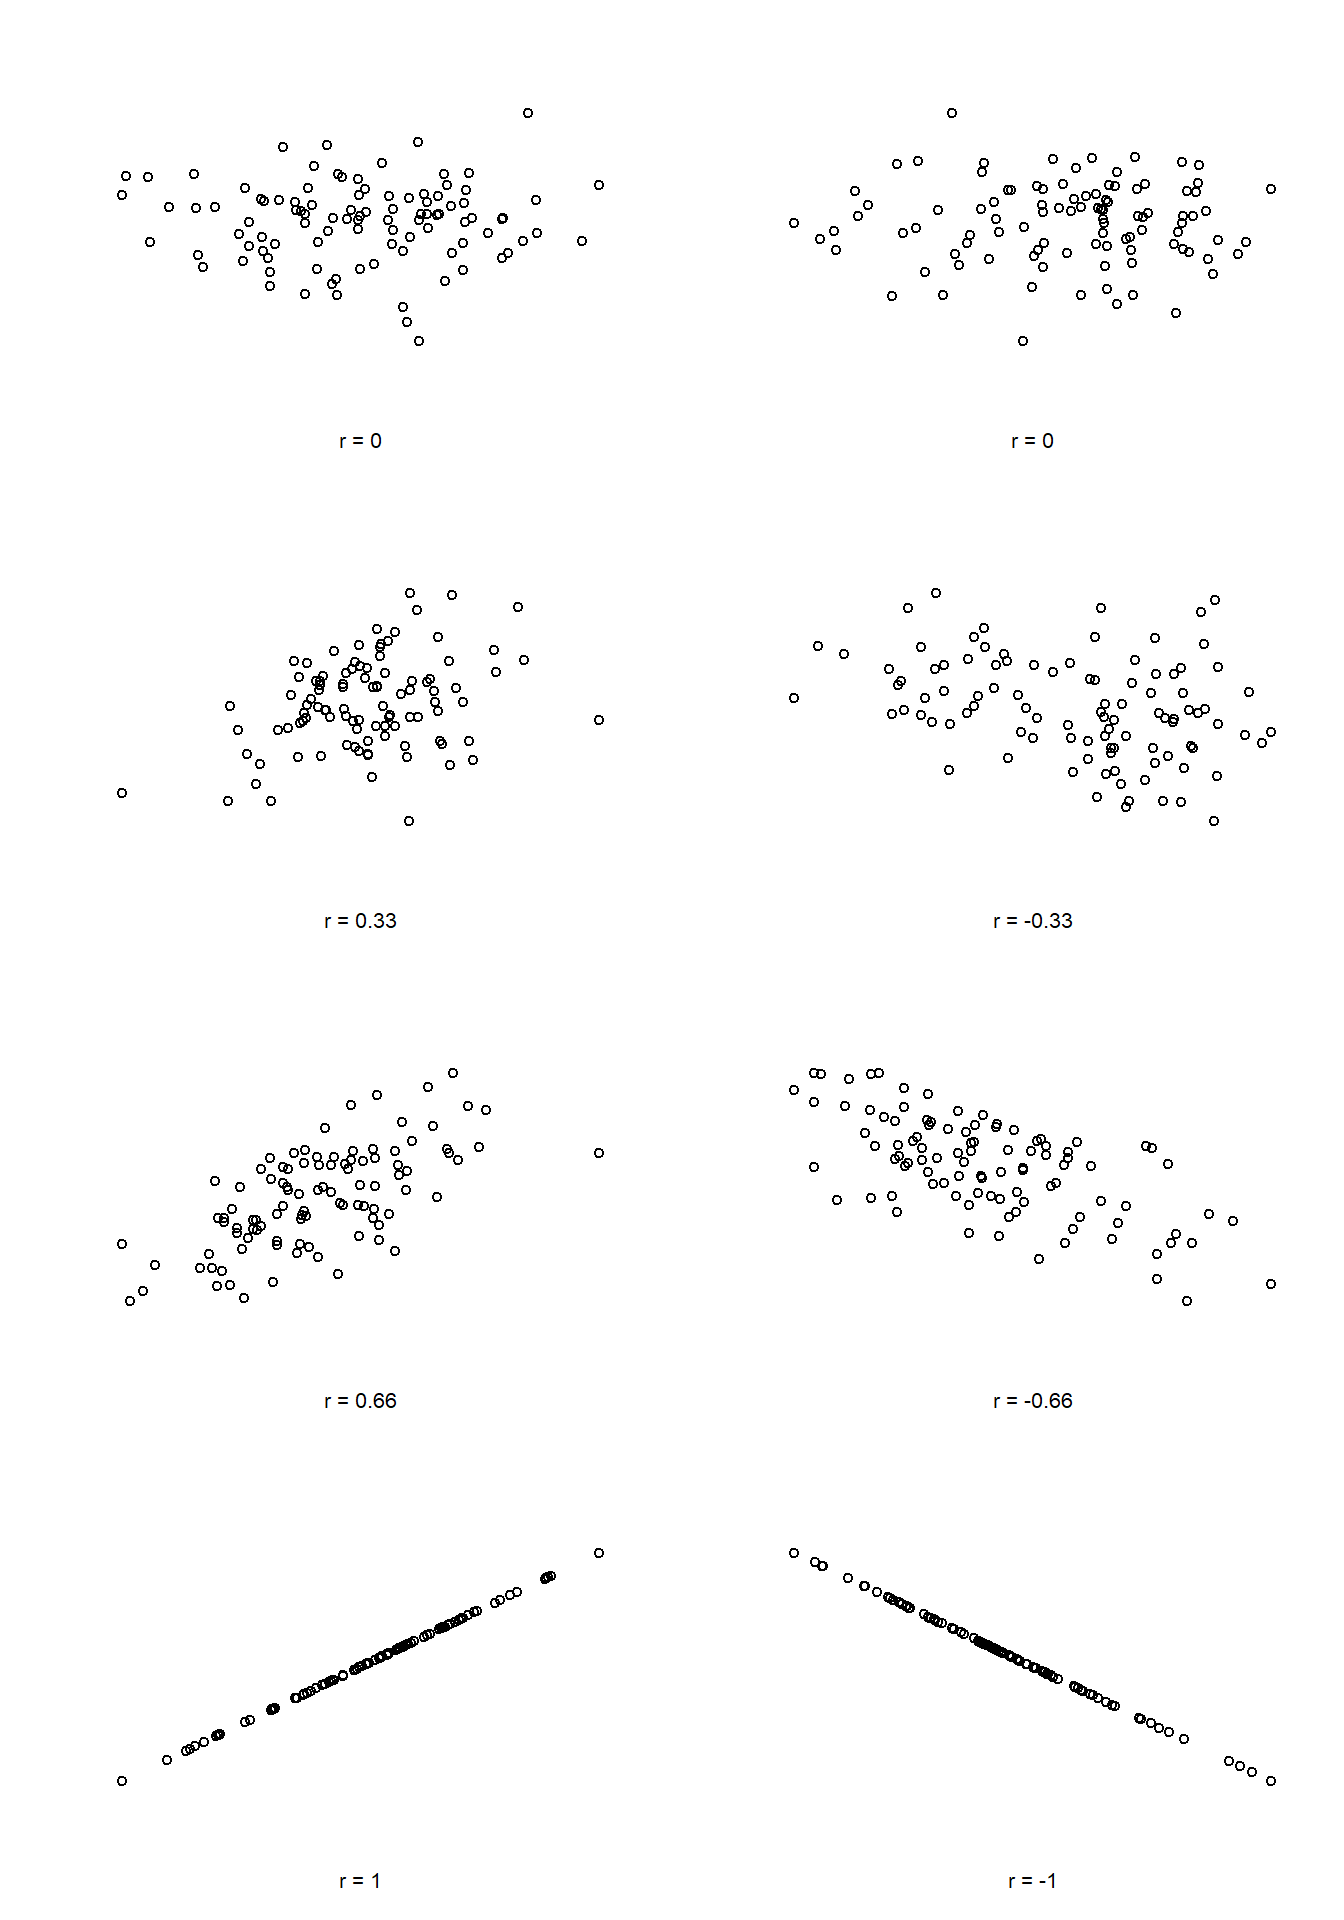 r = 0
r = 0
r = 0.33
r = -0.33
r = 0.66
r = -0.66
r = 1
r = -1